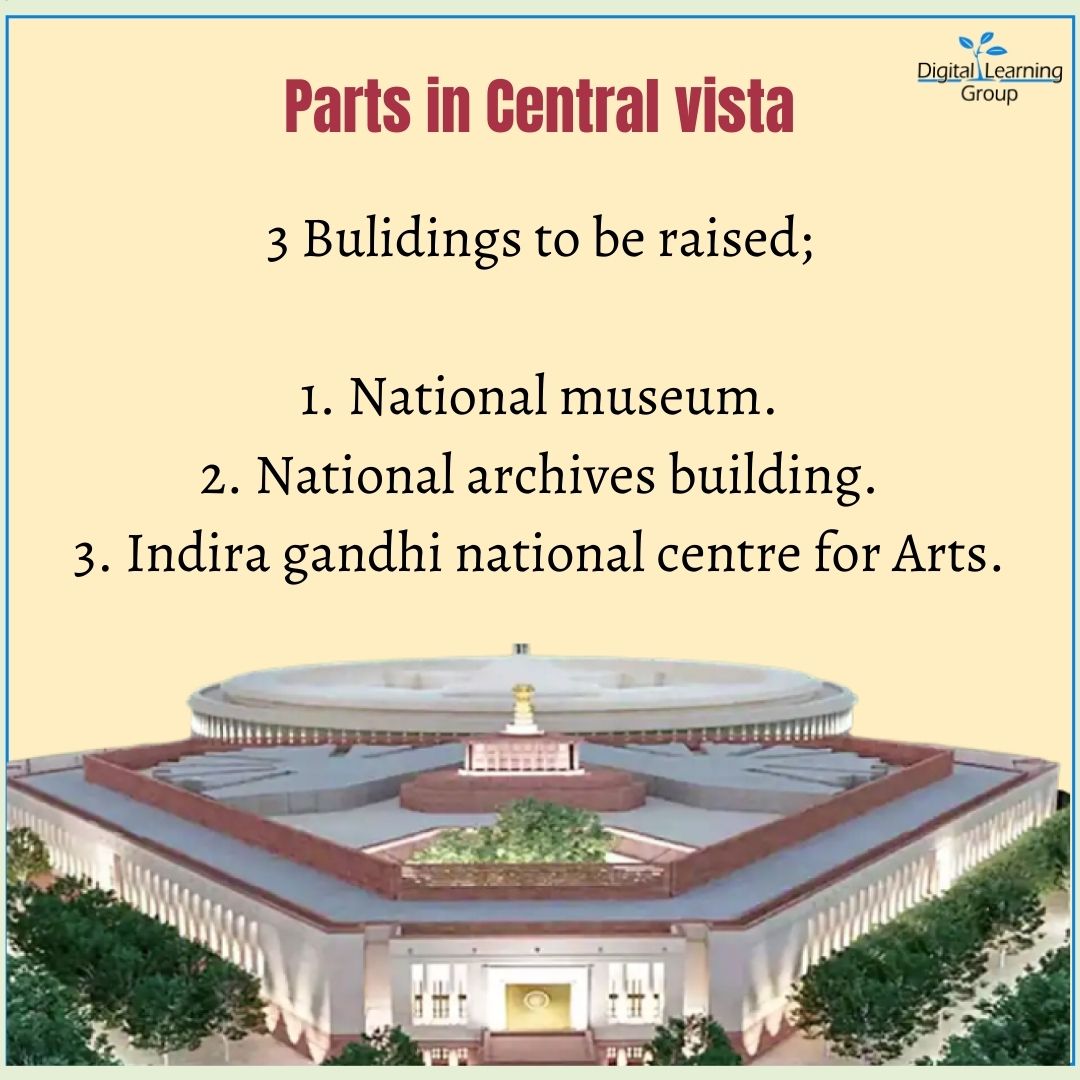 Digital Learning
Group
Parts in Central vista
3 Bulidings to be raised;
1. National museum.
2. National archives building.
3. Indira gandhi national centre for Arts.